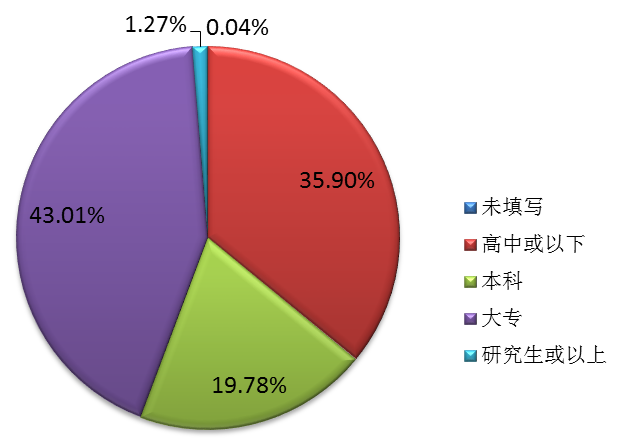 1.27%
0.04%
35.90%
43.01%
19.78%
未填写
高中或以下
本科
大专
研究生或以上